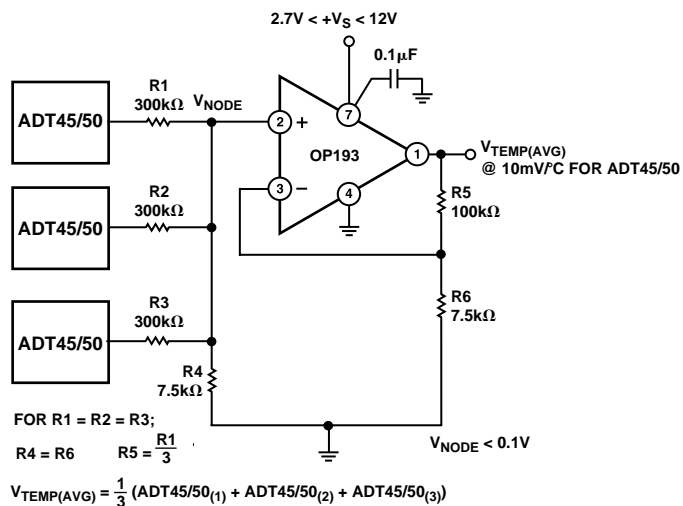 2.7V < +VS < 12V
0.1µF
R1
300kΩ
VNODE
ADT45/50
2
+
7
OP193
1
VTEMP(AVG)
@ 10mV/°C FOR ADT45/50
3
–
4
R2
300kΩ
ADT45/50
R5
100kΩ
R3
300kΩ
ADT45/50
R6
7.5kΩ
R4
7.5kΩ
FOR R1 = R2 = R3;
R4 = R6 R5 = R1/3
VNODE < 0.1V
VTEMP(AVG) = 1/3 (ADT45/50(1) + ADT45/50(2) + ADT45/50(3))